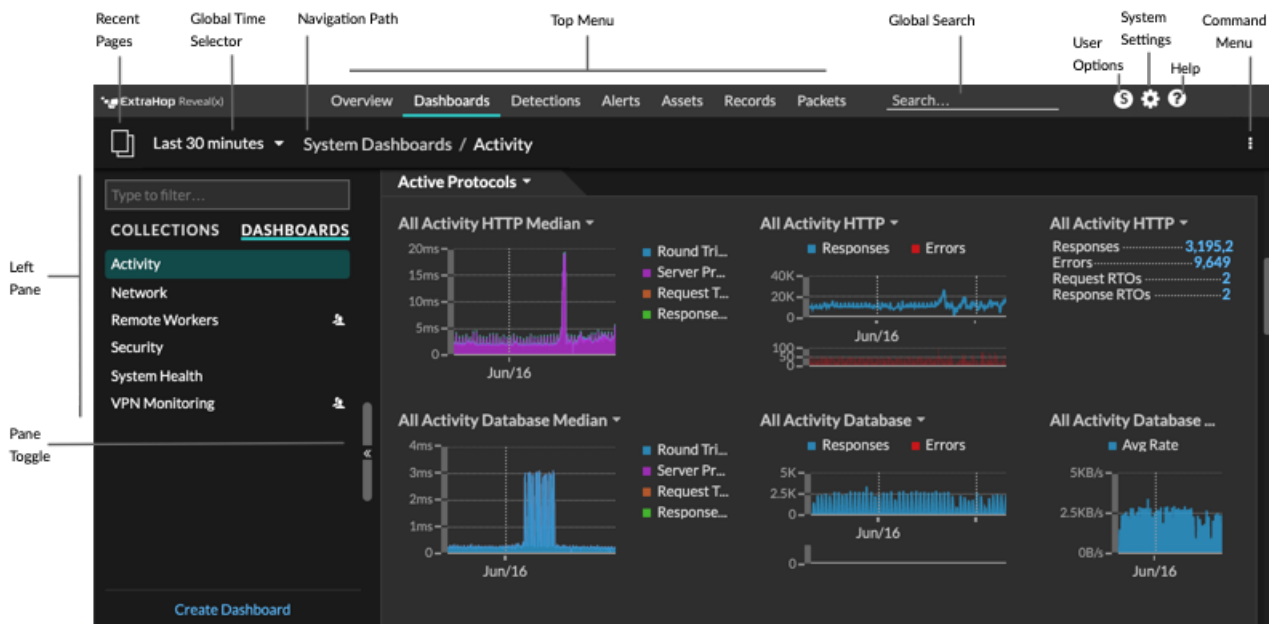 Recent Pages
Global Time Selector
Navigation Path
Top Menu
Global Search
User Options
System Settings
Help
Command Menu
ExtraHop Reveal(x)
Overview Dashboards Detections Alerts Assets Records Packets Search...
S
?
Last 30 minutes System Dashboards / Activity
Left Pane
Pane Toggle
Type to filter...
COLLECTIONS DASHBOARDS
Activity
Network
Remote Workers
Security
System Health
VPN Monitoring
«
Create Dashboard
Active Protocols
All Activity HTTP Median
20ms
15ms
10ms
5ms
0
Jun/16
Round Tri...
Server Pr...
Request T...
Response...
All Activity HTTP
Responses Errors
40K
20K
0
Jun/16
100
50
0
All Activity HTTP
Responses 3,195,2
Errors 9,649
Request RTOs 2
Response RTOs 2
All Activity Database Median
4ms
3ms
2ms
1ms
0
Jun/16
Round Tri...
Server Pr...
Request T...
Response...
All Activity Database
Responses Errors
5K
2.5K
0
Jun/16
0
All Activity Database ...
Avg Rate
5KB/s
2.5KB/s
0B/s
Jun/16